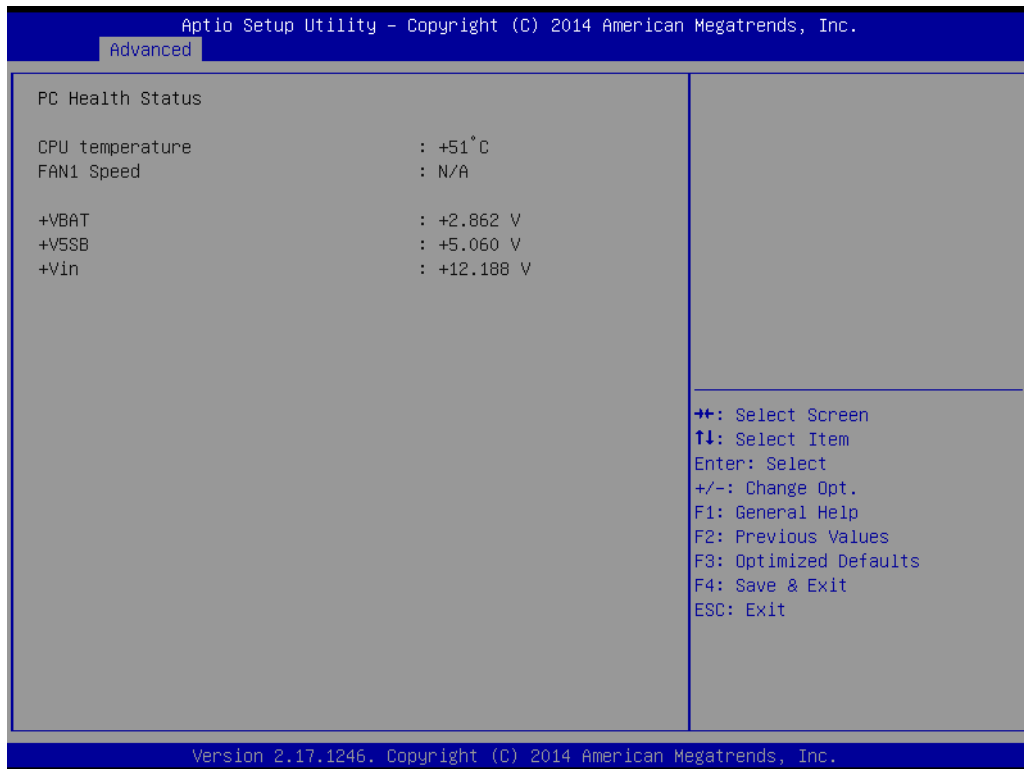 Aptio Setup Utility – Copyright (C) 2014 American Megatrends, Inc.
Advanced
PC Health Status
CPU temperature : +51°C
FAN1 Speed : N/A
+VBAT : +2.862 V
+V5SB : +5.060 V
+Vin : +12.188 V
→←: Select Screen
↑↓: Select Item
Enter: Select
+/-: Change Opt.
F1: General Help
F2: Previous Values
F3: Optimized Defaults
F4: Save & Exit
ESC: Exit
Version 2.17.1246. Copyright (C) 2014 American Megatrends, Inc.